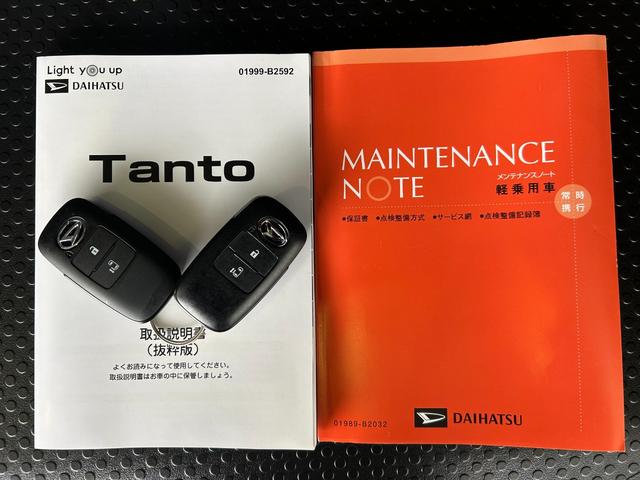 Light you up
DAIHATSU
01999-B2592
Tanto
取扱説明書
(抜粋版)
よくお読みになって使用してください。
取扱説明書はお車の中に保管しましょう。
MAINTENANCE
NOTE
メンテナンスノート
軽乗用車
常時
携行
●保証書 ●点検整備方式 ●サービス網 ●点検整備記録簿
01989-B2032
DAIHATSU